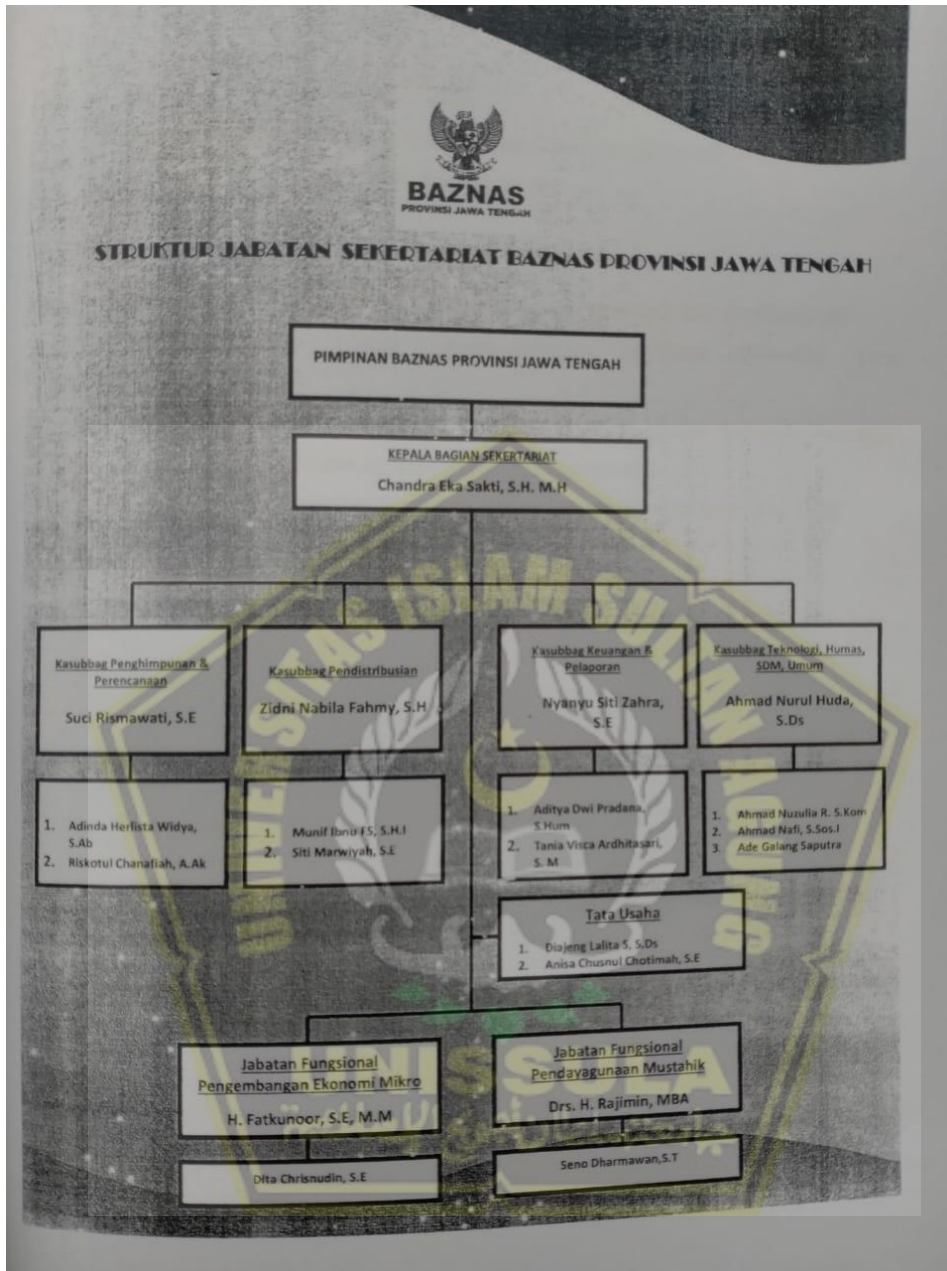 BAZNAS
PROVINSI JAWA TENGAH
STRUKTUR JABATAN SEKERTARIAT BAZNAS PROVINSI JAWA TENGAH
PIMPINAN BAZNAS PROVINSI JAWA TENGAH
KEPALA BAGIAN SEKERTARIAT
Chandra Eka Sakti, S.H. M.H
Kasubbag Penghimpunan &
Perencanaan
Suci Rismawati, S.E
Kasubbag Pendistribusian
Zidni Nabila Fahmy, S.H
Kasubbag Keuangan &
Pelaporan
Nyanyu Siti Zahra,
S.E
Kasubbag Teknologi, Humas,
SDM, Umum
Ahmad Nurul Huda,
S.Ds
1. Adinda Herlista Widya,
S.Ab
2. Riskotul Chanafiah, A.Ak
1. Munif Ibnu FS, S.H.I
2. Siti Marwiyah, S.E
1. Aditya Dwi Pradana,
S.Hum
2. Tania Visca Ardhitasari,
S. M
1. Ahmad Nuzulia R. S.Kom
2. Ahmad Nafi, S.Sos.I
3. Ade Galang Saputra
Tata Usaha
1. Diajeng Lalita S, S.Ds
2. Anisa Chusnul Chotimah, S.E
Jabatan Fungsional
Pengembangan Ekonomi Mikro
H. Fatkunoor, S.E, M.M
Jabatan Fungsional
Pendayagunaan Mustahik
Drs. H. Rajimin, MBA
Dita Chrisnudin, S.E
Seno Dharmawan,S.T
UNIVERSITAS ISLAM SULTAN AGUNG
UNISSULA